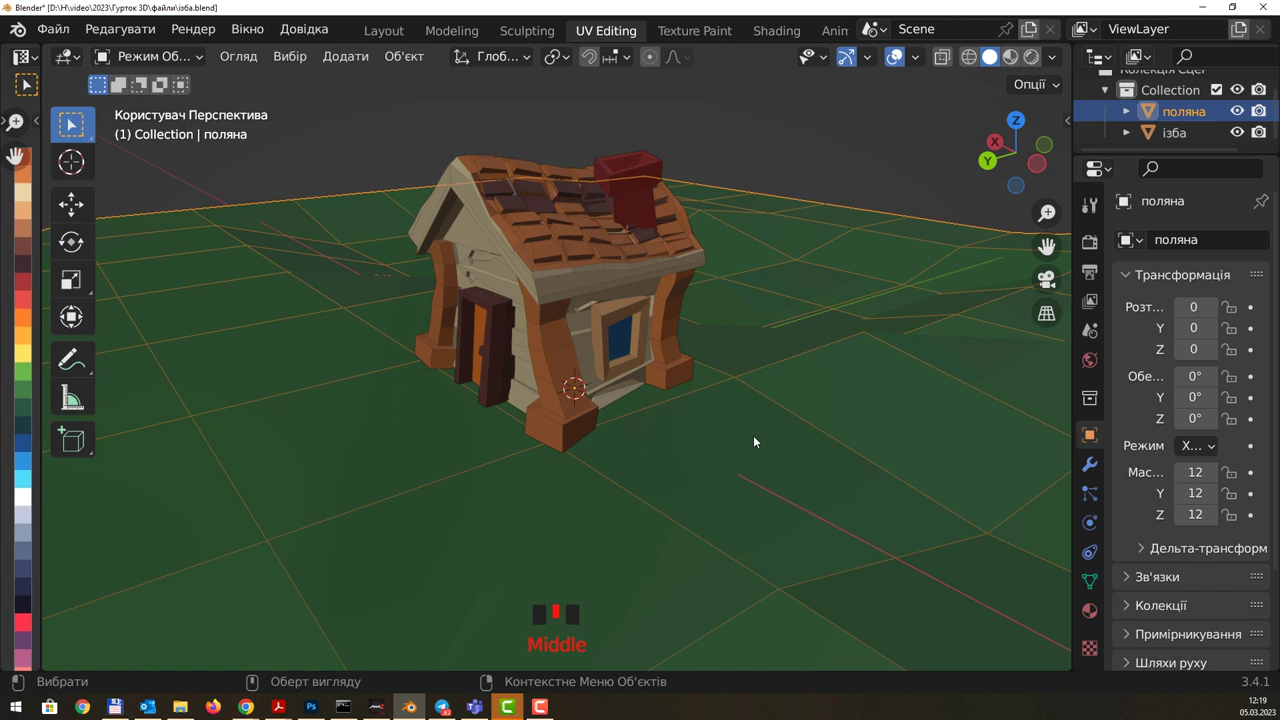 Blender* [D:\H\video\2023\Гурток 3D\файли\ізба.blend]
Файл Редагувати Рендер Вікно Довідка Layout Modeling Sculpting UV Editing Texture Paint Shading Anim Scene ViewLayer
Режим Об... Огляд Вибір Додати Об'єкт Глоб...
Опції
Користувач Перспектива
(1) Collection | поляна
Collection
поляна
ізба
поляна
поляна
Трансформація
Розт... 0
Y 0
Z 0
Обе... 0°
Y 0°
Z 0°
Режим X...
Мас... 12
Y 12
Z 12
Дельта-трансформ
Зв'язки
Колекції
Примірникування
Шляхи руху
X
Y
Z
Middle
Вибрати Оберт вигляду Контекстне Меню Об'єктів 3.4.1
12:19
05.03.2023